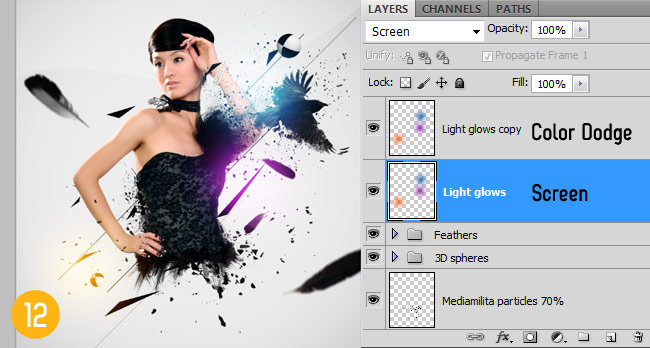 12
LAYERS CHANNELS PATHS
Screen Opacity: 100%
Unify: Propagate Frame 1
Lock: Fill: 100%
Light glows copy Color Dodge
Light glows Screen
Feathers
3D spheres
Mediamilita particles 70%
fx